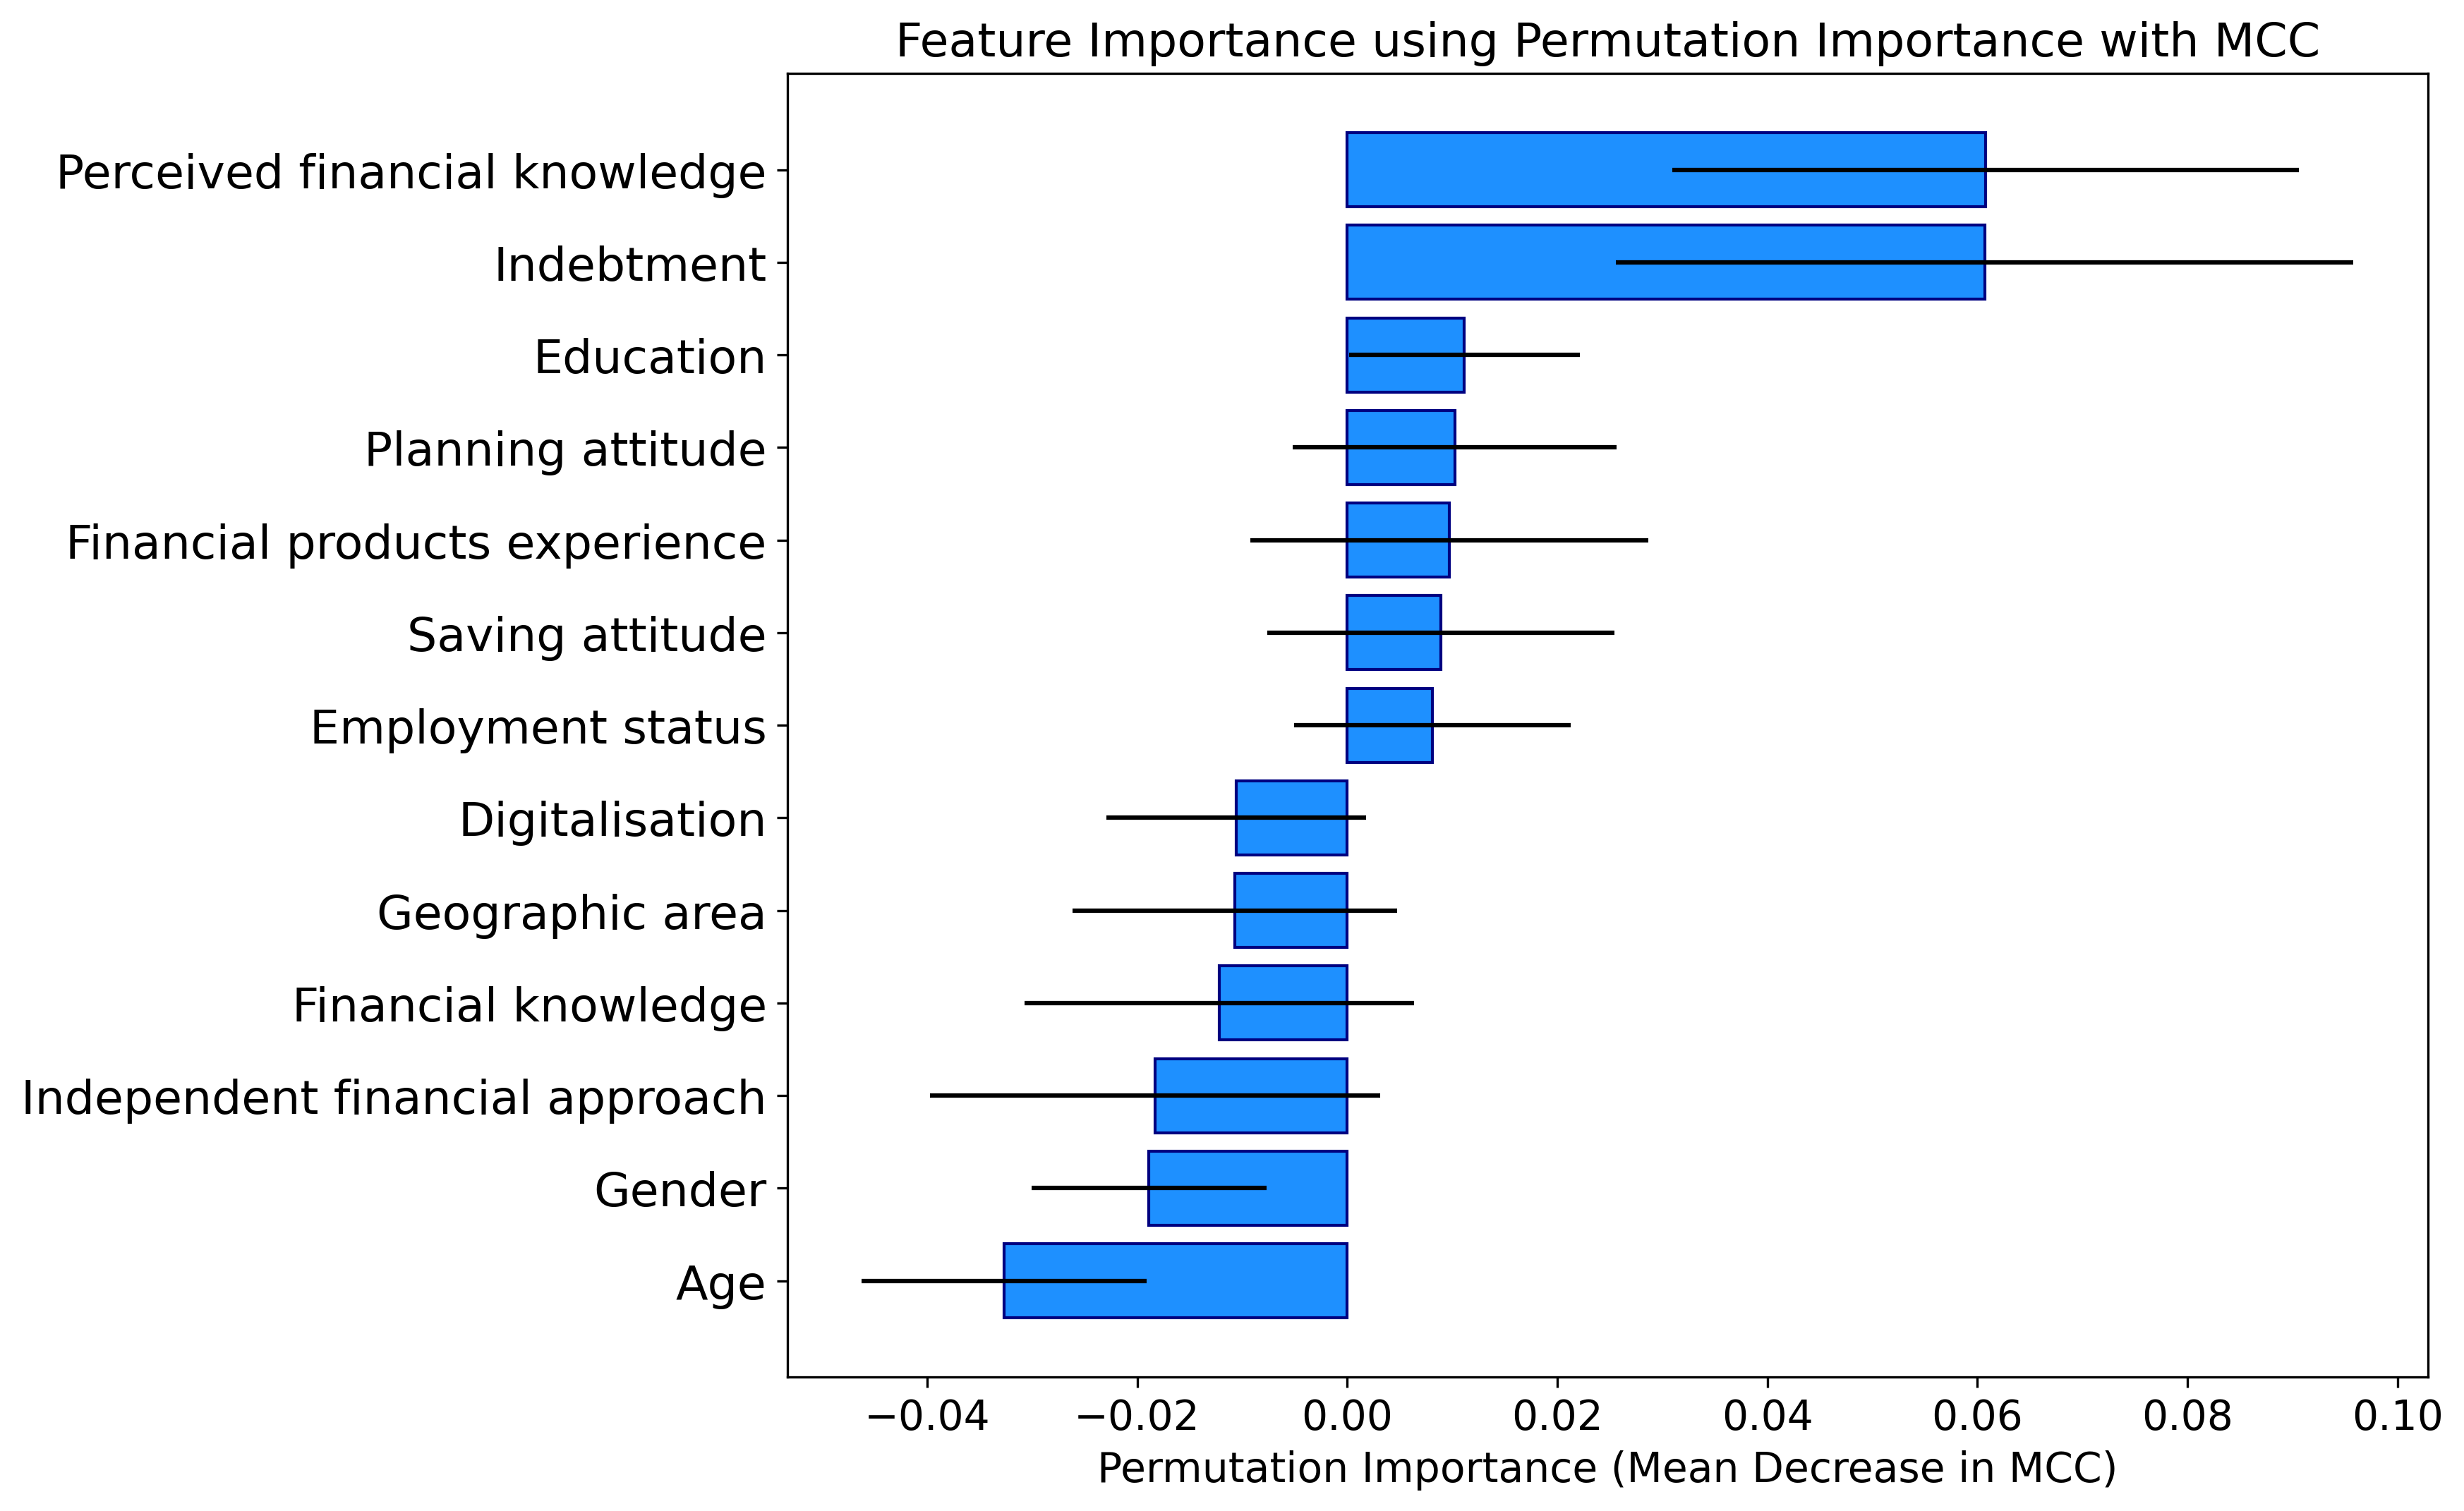 Feature Importance using Permutation Importance with MCC
Perceived financial knowledge
Indebtment
Education
Planning attitude
Financial products experience
Saving attitude
Employment status
Digitalisation
Geographic area
Financial knowledge
Independent financial approach
Gender
Age
−0.04 −0.02 0.00 0.02 0.04 0.06 0.08 0.10
Permutation Importance (Mean Decrease in MCC)